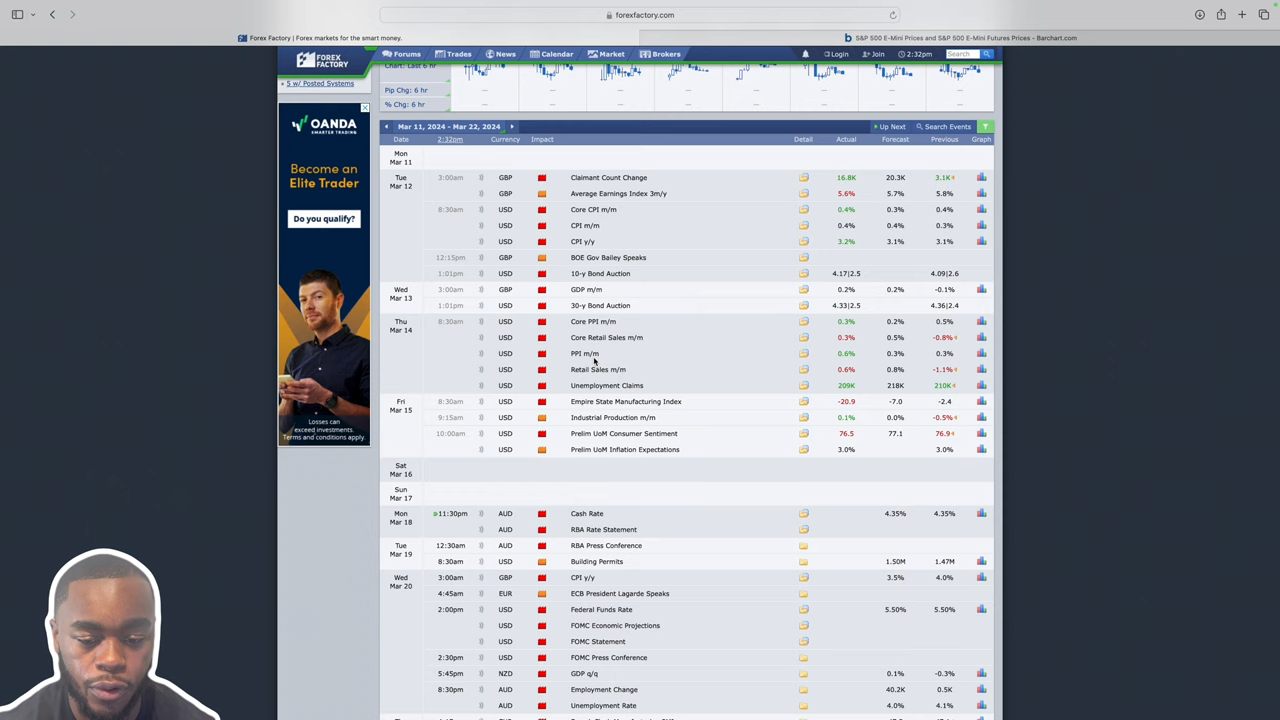 forexfactory.com
Forex Factory | Forex markets for the smart money.
S&P 500 E-Mini Prices and S&P 500 E-Mini Futures Prices - Barchart.com
FOREX FACTORY
Forums Trades News Calendar Market Brokers Login Join 2:32pm Search
5 w/ Posted Systems
Chart: Last 6 hr
Pip Chg: 6 hr — — — — — — — —
% Chg: 6 hr — — — — — — — —
OANDA
SMARTER TRADING
Become an
Elite Trader
Do you qualify?
Losses can
exceed investments.
Terms and conditions apply.
Mar 11, 2024 - Mar 22, 2024 Up Next Search Events
Date 2:32pm Currency Impact Detail Actual Forecast Previous Graph
Mon Mar 11
Tue Mar 12 3:00am GBP Claimant Count Change 16.8K 20.3K 3.1K
GBP Average Earnings Index 3m/y 5.6% 5.7% 5.8%
8:30am USD Core CPI m/m 0.4% 0.3% 0.4%
USD CPI m/m 0.4% 0.4% 0.3%
USD CPI y/y 3.2% 3.1% 3.1%
12:15pm GBP BOE Gov Bailey Speaks
1:01pm USD 10-y Bond Auction 4.17|2.5 4.09|2.6
Wed Mar 13 3:00am GBP GDP m/m 0.2% 0.2% -0.1%
1:01pm USD 30-y Bond Auction 4.33|2.5 4.36|2.4
Thu Mar 14 8:30am USD Core PPI m/m 0.3% 0.2% 0.5%
USD Core Retail Sales m/m 0.3% 0.5% -0.8%
USD PPI m/m 0.6% 0.3% 0.3%
USD Retail Sales m/m 0.6% 0.8% -1.1%
USD Unemployment Claims 209K 218K 210K
Fri Mar 15 8:30am USD Empire State Manufacturing Index -20.9 -7.0 -2.4
9:15am USD Industrial Production m/m 0.1% 0.0% -0.5%
10:00am USD Prelim UoM Consumer Sentiment 76.5 77.1 76.9
USD Prelim UoM Inflation Expectations 3.0% 3.0%
Sat Mar 16
Sun Mar 17
Mon Mar 18 11:30pm AUD Cash Rate 4.35% 4.35%
AUD RBA Rate Statement
Tue Mar 19 12:30am AUD RBA Press Conference
8:30am USD Building Permits 1.50M 1.47M
Wed Mar 20 3:00am GBP CPI y/y 3.5% 4.0%
4:45am EUR ECB President Lagarde Speaks
2:00pm USD Federal Funds Rate 5.50% 5.50%
USD FOMC Economic Projections
USD FOMC Statement
2:30pm USD FOMC Press Conference
5:45pm NZD GDP q/q 0.1% -0.3%
8:30pm AUD Employment Change 40.2K 0.5K
AUD Unemployment Rate 4.0% 4.1%